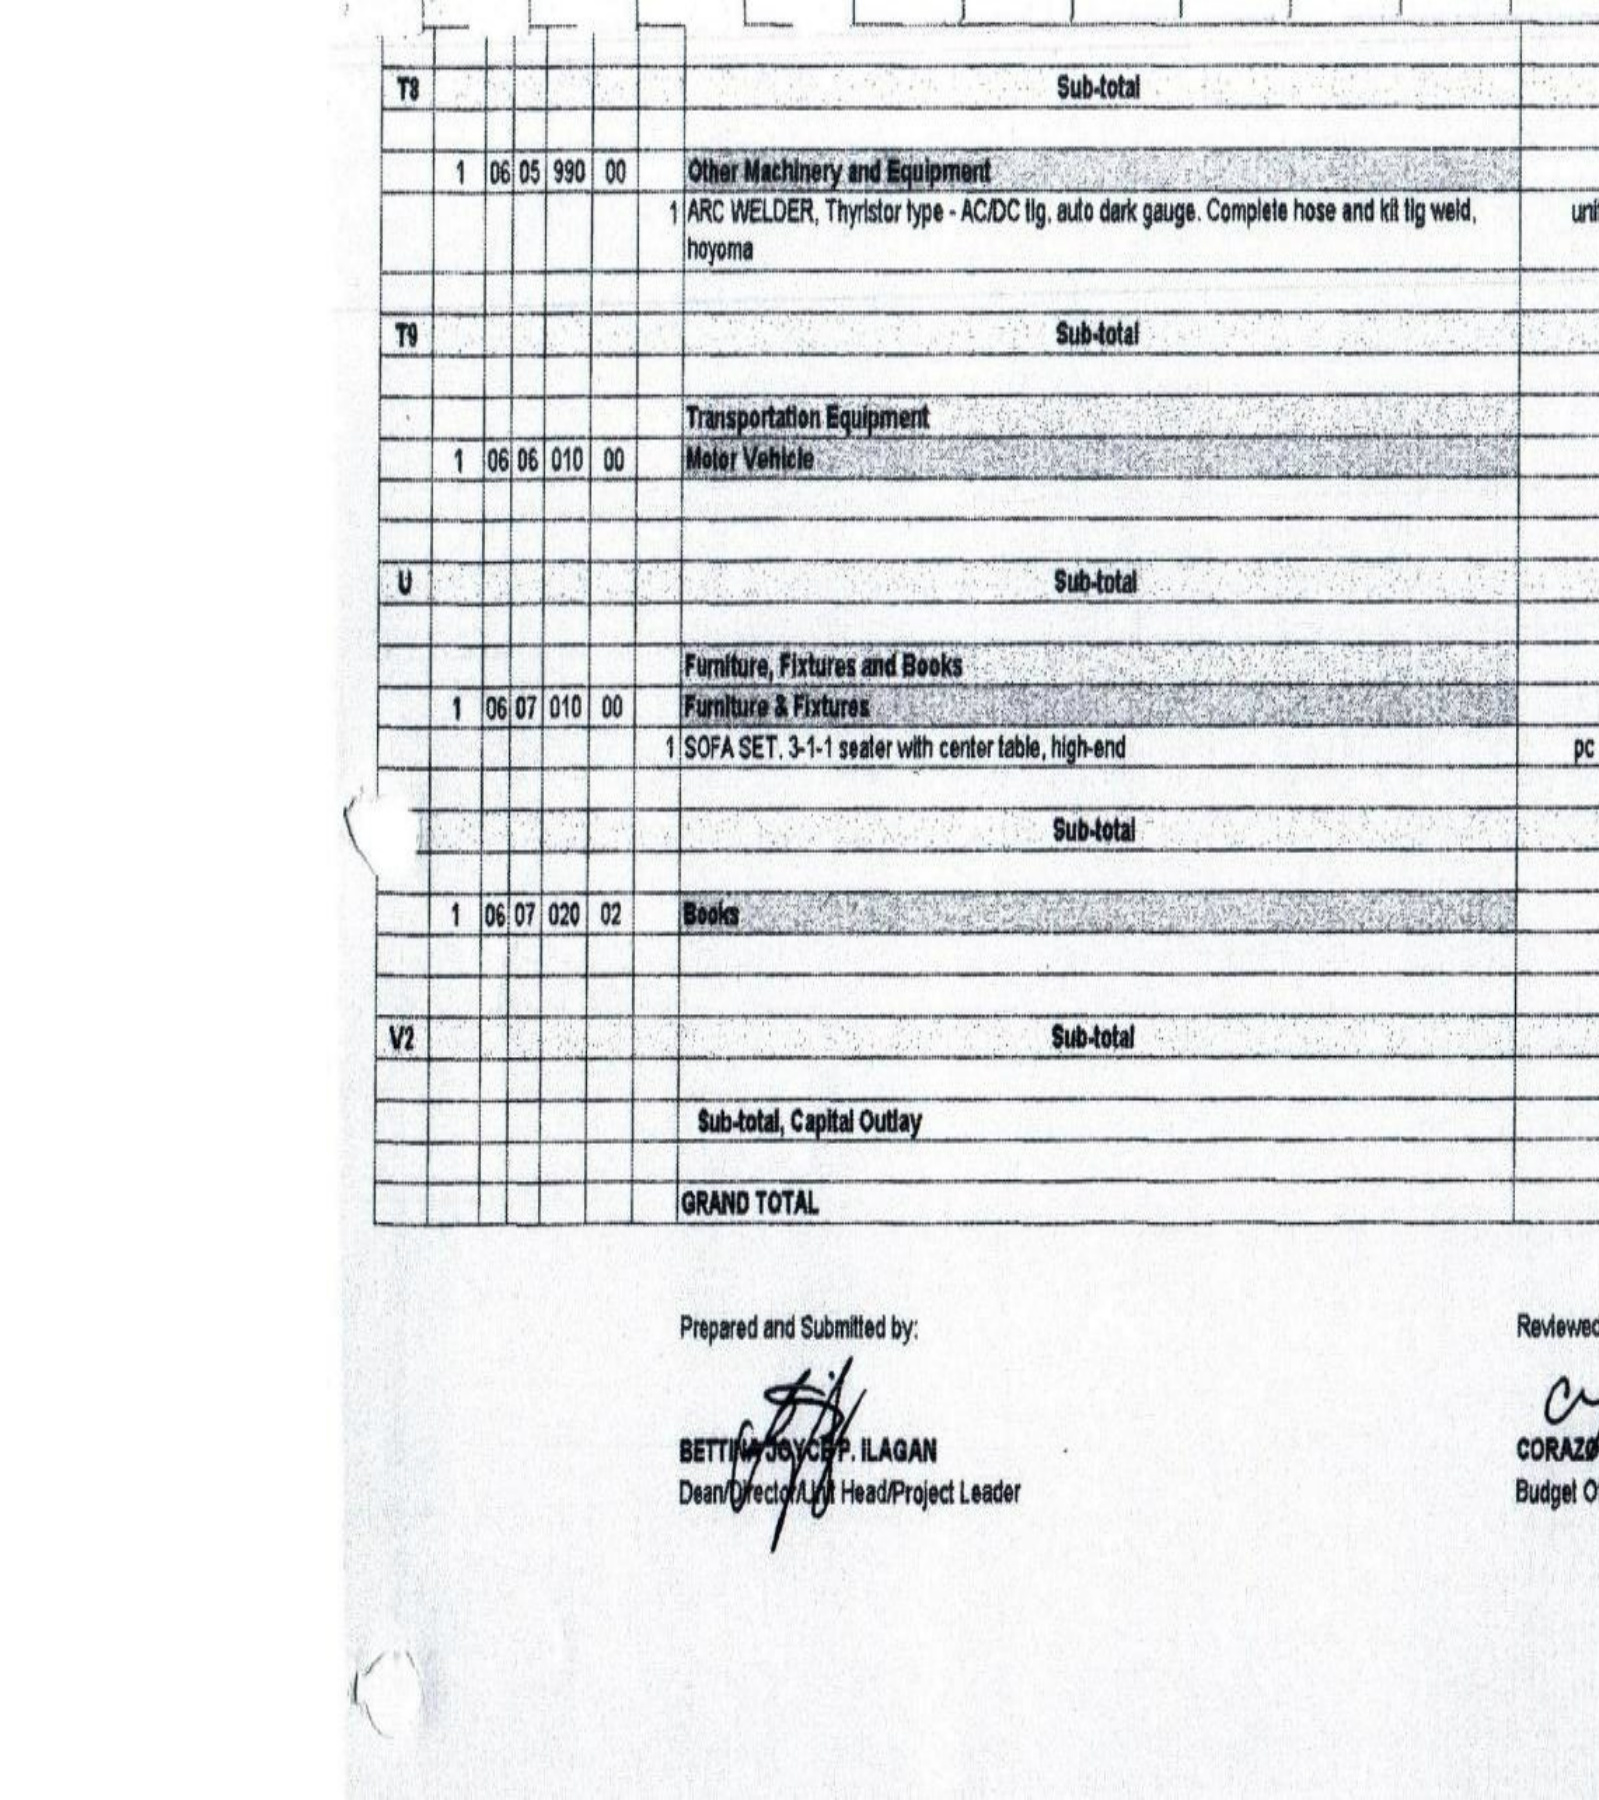 T8 Sub-total
1 06 05 990 00 Other Machinery and Equipment
1 ARC WELDER, Thyristor type - AC/DC tig, auto dark gauge. Complete hose and kit tig weld, uni
hoyoma
T9 Sub-total
Transportation Equipment
1 06 06 010 00 Motor Vehicle
U Sub-total
Furniture, Fixtures and Books
1 06 07 010 00 Furniture & Fixtures
1 SOFA SET. 3-1-1 seater with center table, high-end pc
Sub-total
1 06 07 020 02 Books
V2 Sub-total
Sub-total, Capital Outlay
GRAND TOTAL
Prepared and Submitted by: Reviewed
BETTINA JOYCE P. ILAGAN CORAZO
Dean/Director/Unit Head/Project Leader Budget O